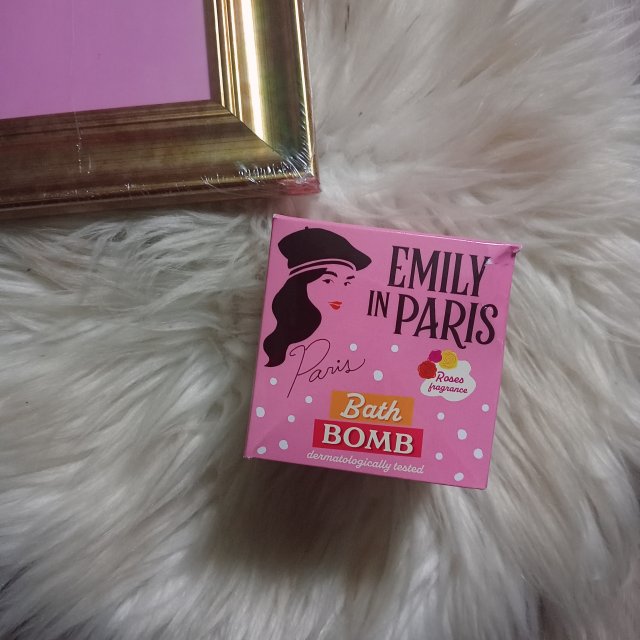 EMILY
IN PARIS
Paris
Roses
fragrance
Bath
BOMB
dermatologically tested